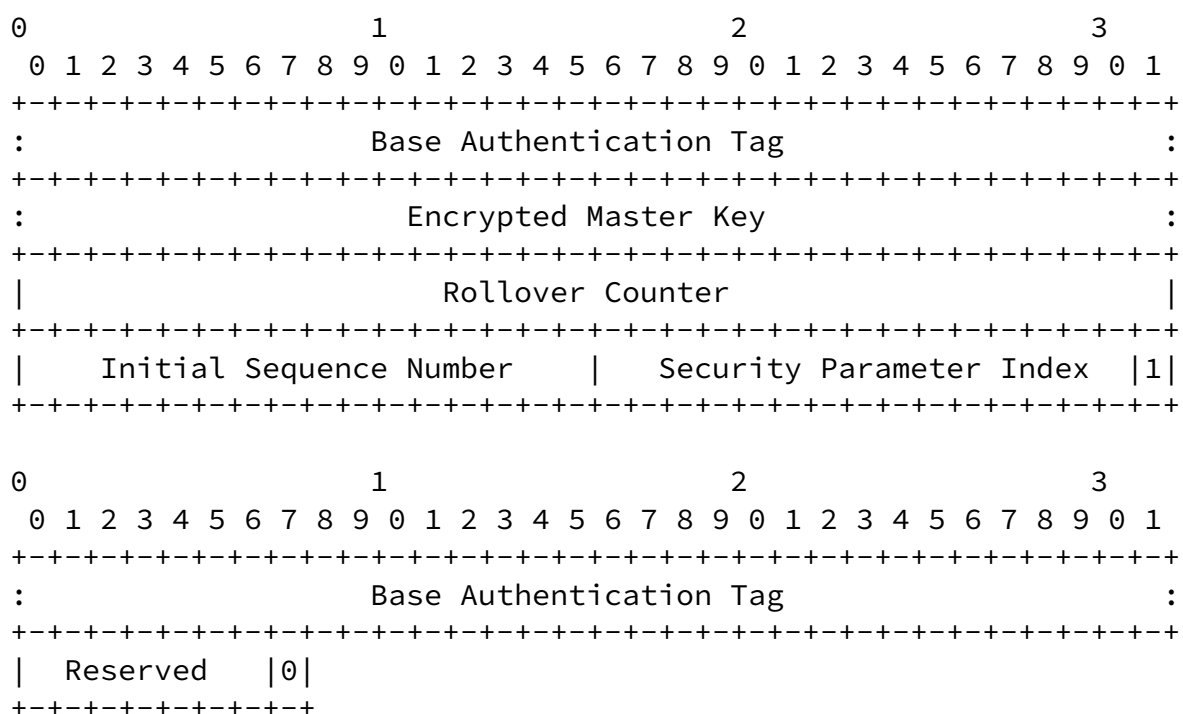 0                   1                   2                   3
 0 1 2 3 4 5 6 7 8 9 0 1 2 3 4 5 6 7 8 9 0 1 2 3 4 5 6 7 8 9 0 1
+-+-+-+-+-+-+-+-+-+-+-+-+-+-+-+-+-+-+-+-+-+-+-+-+-+-+-+-+-+-+-+-+
:                   Base Authentication Tag                     :
+-+-+-+-+-+-+-+-+-+-+-+-+-+-+-+-+-+-+-+-+-+-+-+-+-+-+-+-+-+-+-+-+
:                     Encrypted Master Key                      :
+-+-+-+-+-+-+-+-+-+-+-+-+-+-+-+-+-+-+-+-+-+-+-+-+-+-+-+-+-+-+-+-+
|                       Rollover Counter                        |
+-+-+-+-+-+-+-+-+-+-+-+-+-+-+-+-+-+-+-+-+-+-+-+-+-+-+-+-+-+-+-+-+
|    Initial Sequence Number    |   Security Parameter Index  |1|
+-+-+-+-+-+-+-+-+-+-+-+-+-+-+-+-+-+-+-+-+-+-+-+-+-+-+-+-+-+-+-+-+

0                   1                   2                   3
 0 1 2 3 4 5 6 7 8 9 0 1 2 3 4 5 6 7 8 9 0 1 2 3 4 5 6 7 8 9 0 1
+-+-+-+-+-+-+-+-+-+-+-+-+-+-+-+-+-+-+-+-+-+-+-+-+-+-+-+-+-+-+-+-+
:                   Base Authentication Tag                     :
+-+-+-+-+-+-+-+-+-+-+-+-+-+-+-+-+-+-+-+-+-+-+-+-+-+-+-+-+-+-+-+-+
|  Reserved   |0|
+-+-+-+-+-+-+-+-+